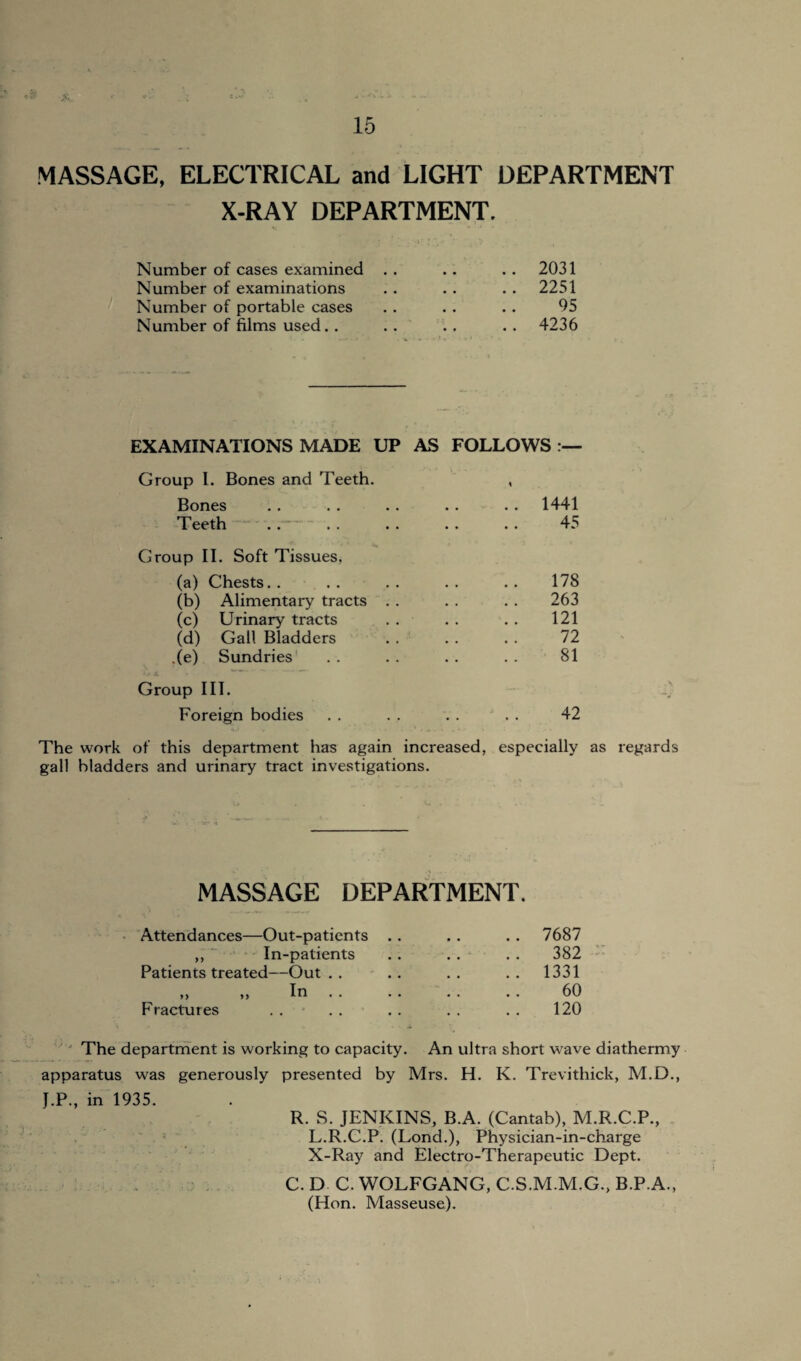 15
MASSAGE, ELECTRICAL and LIGHT DEPARTMENT
X-RAY DEPARTMENT.
Number of cases examined . . . . . . 2031
Number of examinations . . . . . . 2251
Number of portable cases . . . . . . 95
Number of films used. . . . . . . . 4236
EXAMINATIONS MADE UP AS FOLLOWS :—
Group I. Bones and Teeth.
Bones . . . . . . . . . . 1441
Teeth . . . . . . . . . . 45
Group II. Soft Tissues.
(a) Chests. . . . . . . . . . 178
(b) Alimentary tracts . . . . . . 263
(c) Urinary tracts . . . . . . 121
(d) Gall Bladders . . . . . . 72
(e) Sundries . . . . . . . . 81
Group III.
Foreign bodies . . . . . . . . 42
The work of this department has again increased, especially as regards
gall bladders and urinary tract investigations.
MASSAGE DEPARTMENT.
Attendances—Out-patients . . . . . . 7687
,, In-patients . . . . . . 382
Patients treated—Out . . . . . . . . 1331
,, ,, In . . . . . . . . 60
Fractures . . . . . . . . . . 120
The department is working to capacity. An ultra short wave diathermy
apparatus was generously presented by Mrs. H. K. Trevithick, M.D.,
J.P., in 1935.
R. S. JENKINS, B.A. (Cantab), M.R.C.P.,
L.R.C.P. (Lond.), Physician-in-charge
X-Ray and Electro-Therapeutic Dept.
C. D C. WOLFGANG, C.S.M.M.G., B.P.A.,
(Hon. Masseuse).